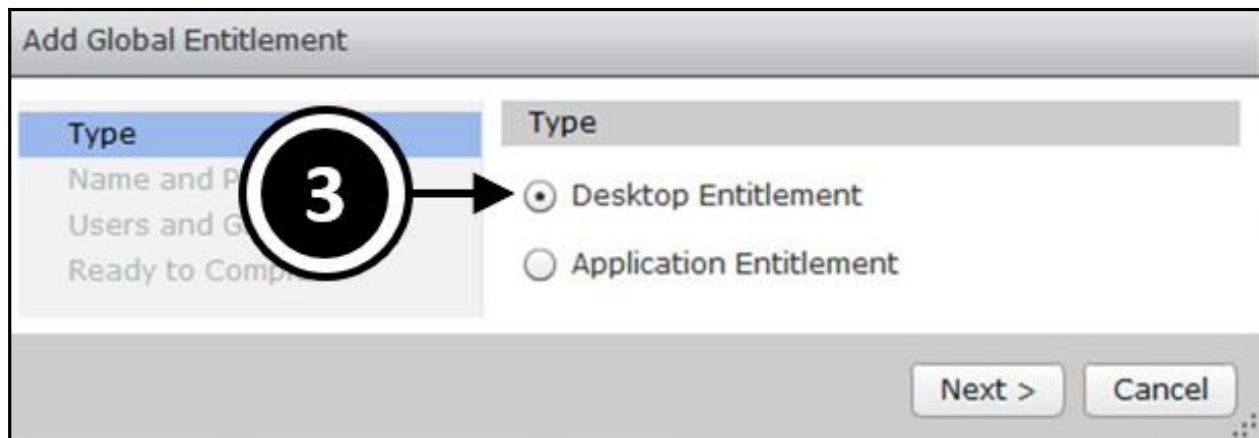 Add Global Entitlement
Type
Name and P
Users and G
Ready to Comp
3
Type
Desktop Entitlement
Application Entitlement
Next >
Cancel